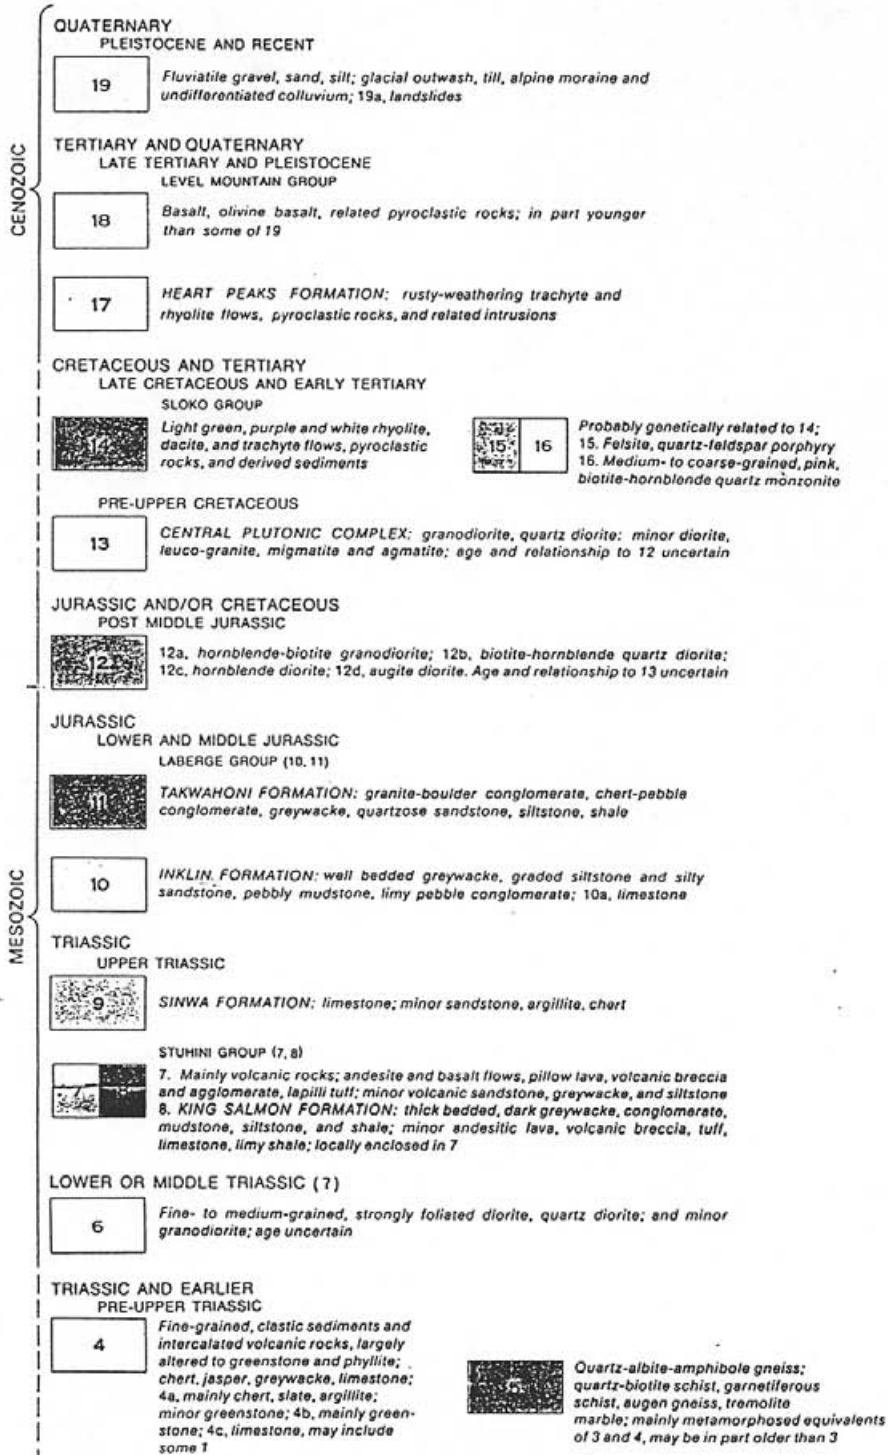 QUATERNARY
PLEISTOCENE AND RECENT
19
Fluviatile gravel, sand, silt; glacial outwash, till, alpine moraine and
undifferentiated colluvium; 19a, landslides
TERTIARY AND QUATERNARY
LATE TERTIARY AND PLEISTOCENE
LEVEL MOUNTAIN GROUP
18
Basalt, olivine basalt, related pyroclastic rocks; in part younger
than some of 19
CENOZOIC
17
HEART PEAKS FORMATION: rusty-weathering trachyte and
rhyolite flows, pyroclastic rocks, and related intrusions
CRETACEOUS AND TERTIARY
LATE CRETACEOUS AND EARLY TERTIARY
SLOKO GROUP
14
Light green, purple and white rhyolite,
dacite, and trachyte flows, pyroclastic
rocks, and derived sediments
15 16
Probably genetically related to 14;
15. Felsite, quartz-feldspar porphyry
16. Medium- to coarse-grained, pink,
biotite-hornblende quartz monzonite
PRE-UPPER CRETACEOUS
13
CENTRAL PLUTONIC COMPLEX: granodiorite, quartz diorite; minor diorite,
leuco-granite, migmatite and agmatite; age and relationship to 12 uncertain
JURASSIC AND/OR CRETACEOUS
POST MIDDLE JURASSIC
12
12a, hornblende-biotite granodiorite; 12b, biotite-hornblende quartz diorite;
12c, hornblende diorite; 12d, augite diorite. Age and relationship to 13 uncertain
JURASSIC
LOWER AND MIDDLE JURASSIC
LABERGE GROUP (10, 11)
11
TAKWAHONI FORMATION: granite-boulder conglomerate, chert-pebble
conglomerate, greywacke, quartzose sandstone, siltstone, shale
10
INKLIN FORMATION: well bedded greywacke, graded siltstone and silty
sandstone, pebbly mudstone, limy pebble conglomerate; 10a, limestone
MESOZOIC
TRIASSIC
UPPER TRIASSIC
9
SINWA FORMATION: limestone; minor sandstone, argillite, chert
STUHINI GROUP (7, 8)
7 8
7. Mainly volcanic rocks; andesite and basalt flows, pillow lava, volcanic breccia
and agglomerate, lapilli tuff; minor volcanic sandstone, greywacke, and siltstone
8. KING SALMON FORMATION: thick bedded, dark greywacke, conglomerate,
mudstone, siltstone, and shale; minor andesitic lava, volcanic breccia, tuff,
limestone, limy shale; locally enclosed in 7
LOWER OR MIDDLE TRIASSIC (?)
6
Fine- to medium-grained, strongly foliated diorite, quartz diorite; and minor
granodiorite; age uncertain
TRIASSIC AND EARLIER
PRE-UPPER TRIASSIC
4
Fine-grained, clastic sediments and
intercalated volcanic rocks, largely
altered to greenstone and phyllite;
chert, jasper, greywacke, limestone;
4a, mainly chert, slate, argillite;
minor greenstone; 4b, mainly green-
stone; 4c, limestone, may include
some 1
5
Quartz-albite-amphibole gneiss;
quartz-biotite schist, garnetiferous
schist, augen gneiss, tremolite
marble; mainly metamorphosed equivalents
of 3 and 4, may be in part older than 3